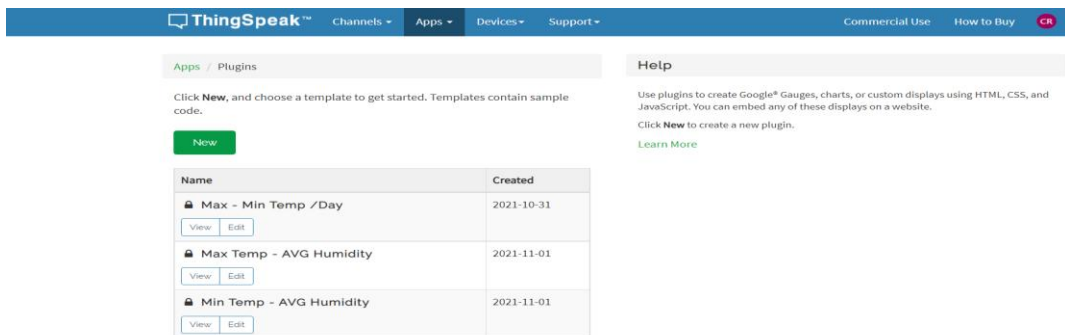 ThingSpeak™ Channels Apps Devices Support Commercial Use How to Buy CR
Apps / Plugins
Click New, and choose a template to get started. Templates contain sample
code.
New
Name Created
Max - Min Temp /Day 2021-10-31
View Edit
Max Temp - AVG Humidity 2021-11-01
View Edit
Min Temp - AVG Humidity 2021-11-01
View Edit
Help
Use plugins to create Google® Gauges, charts, or custom displays using HTML, CSS, and
JavaScript. You can embed any of these displays on a website.
Click New to create a new plugin.
Learn More